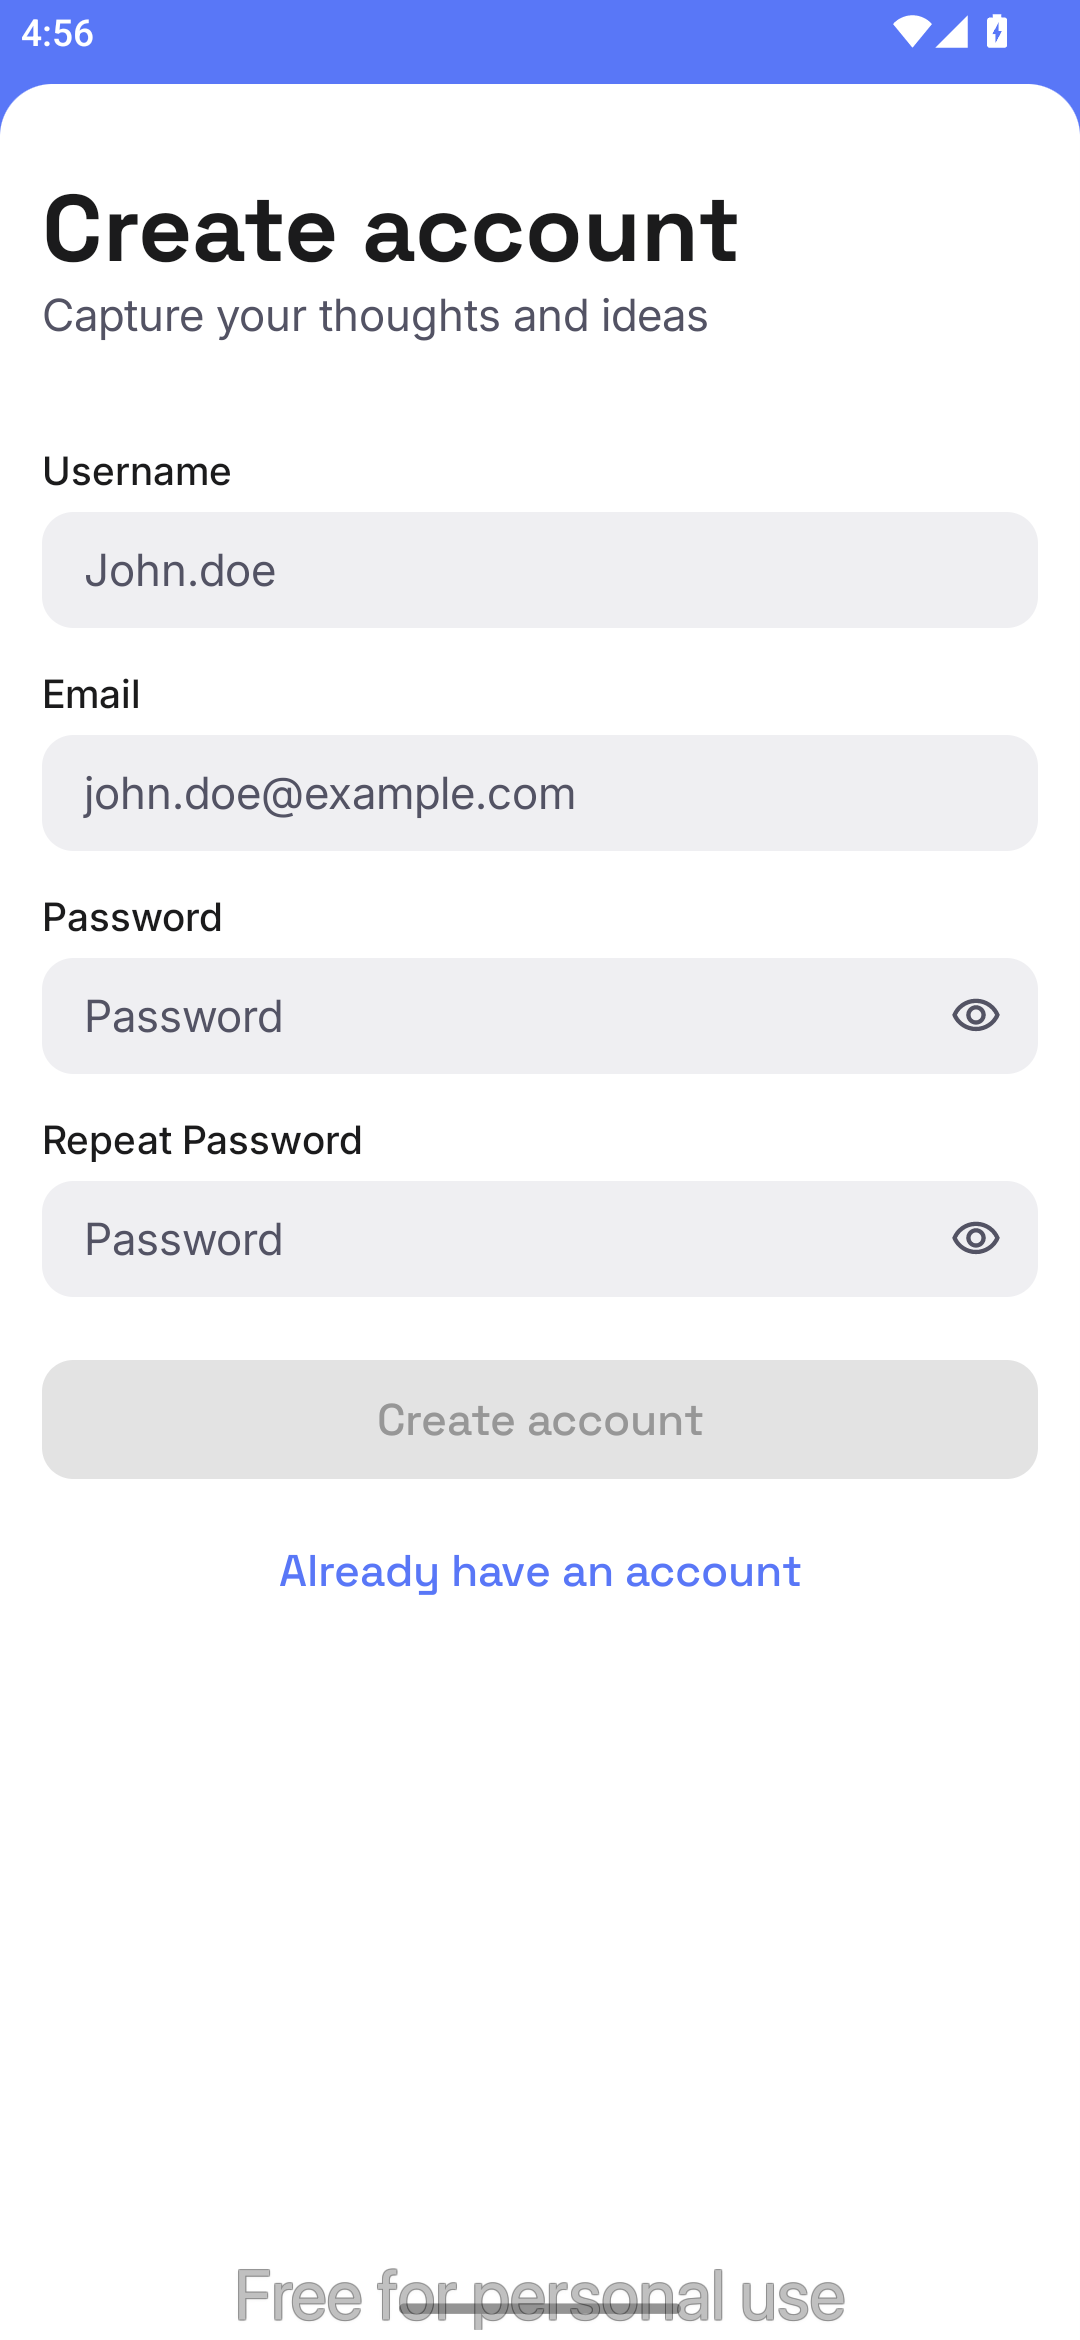 4:56
Create account
Capture your thoughts and ideas
Username
John.doe
Email
john.doe@example.com
Password
Password
Repeat Password
Password
Create account
Already have an account
Free for personal use